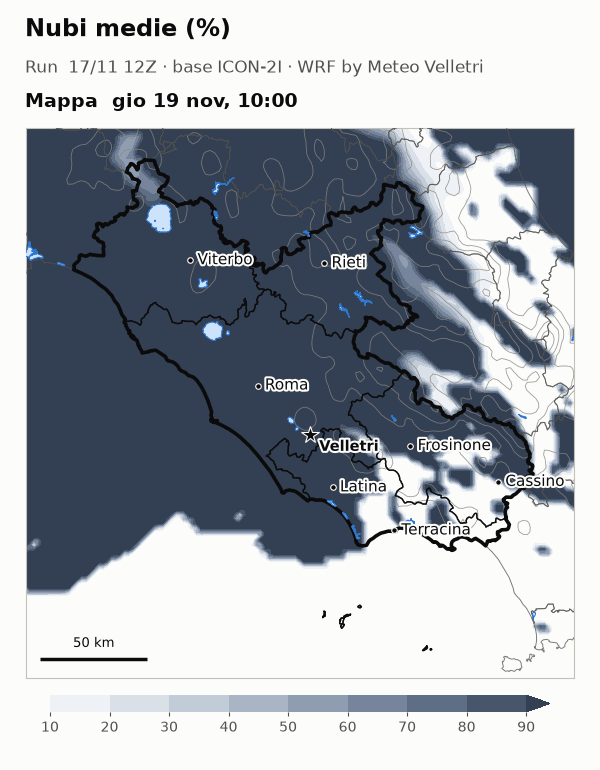 Nubi medie (%)
Run 17/11 12Z · base ICON-2I · WRF by Meteo Velletri
Mappa gio 19 nov, 10:00
Viterbo
Rieti
Roma
Velletri
Frosinone
Latina
Cassino
Terracina
50 km
10 20 30 40 50 60 70 80 90